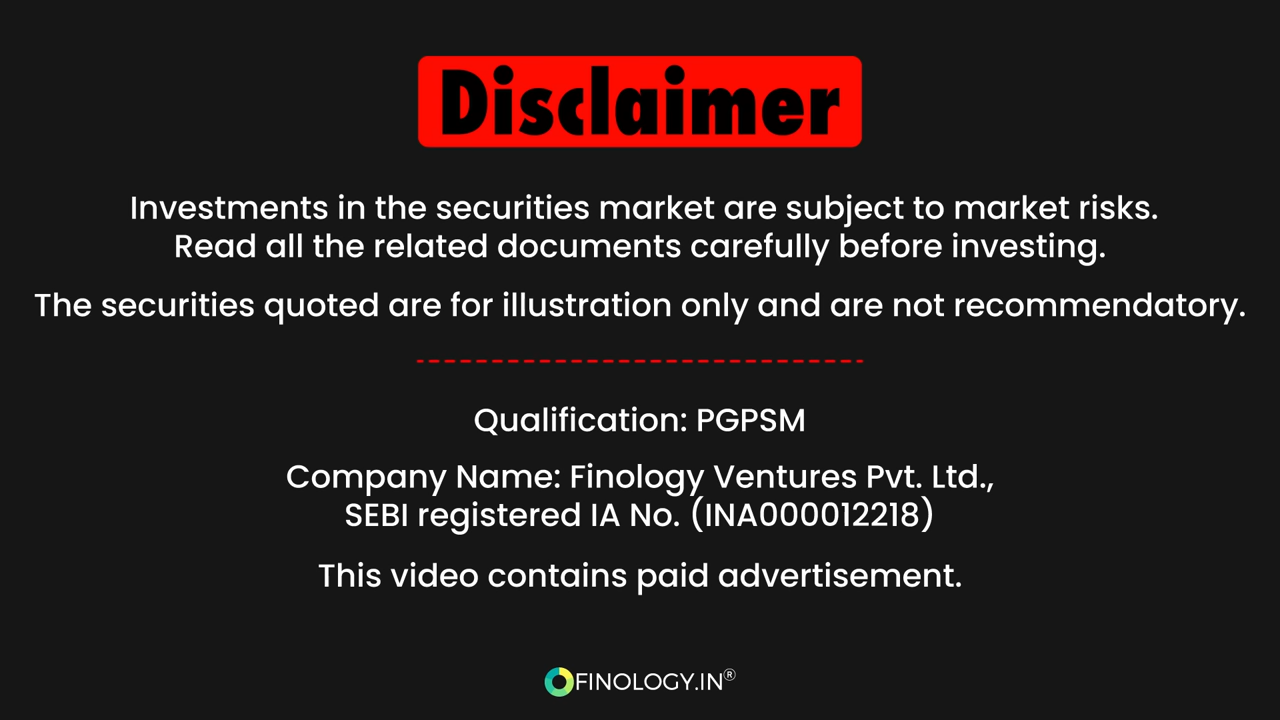 Disclaimer
Investments in the securities market are subject to market risks.
Read all the related documents carefully before investing.
The securities quoted are for illustration only and are not recommendatory.
Qualification: PGPSM
Company Name: Finology Ventures Pvt. Ltd.,
SEBI registered IA No. (INA000012218)
This video contains paid advertisement.
FINOLOGY.IN®